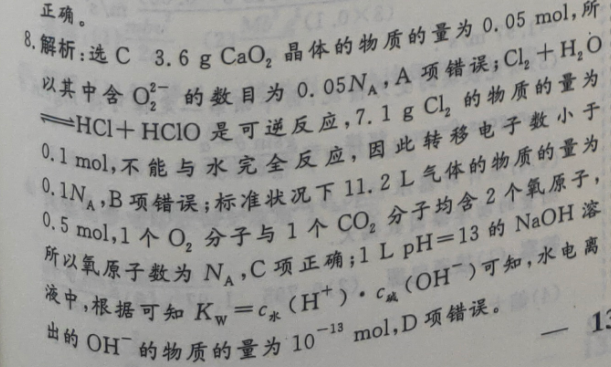 正确。
8.解析:选 C 3.6 g CaO₂ 晶体的物质的量为 0.05 mol,所
以其中含 O₂²⁻ 的数目为 0.05N_A,A 项错误;Cl₂+H₂O
⇌HCl+HClO 是可逆反应,7.1 g Cl₂ 的物质的量为
0.1 mol,不能与水完全反应,因此转移电子数小于
0.1N_A,B 项错误;标准状况下 11.2 L 气体的物质的量为
0.5 mol,1 个 O₂ 分子与 1 个 CO₂ 分子均含 2 个氧原子,
所以氧原子数为 N_A,C 项正确;1 L pH=13 的 NaOH 溶
液中,根据可知 K_W=c水(H⁺)·c碱(OH⁻)可知,水电离
出的 OH⁻ 的物质的量为 10⁻¹³ mol,D 项错误。
— 13